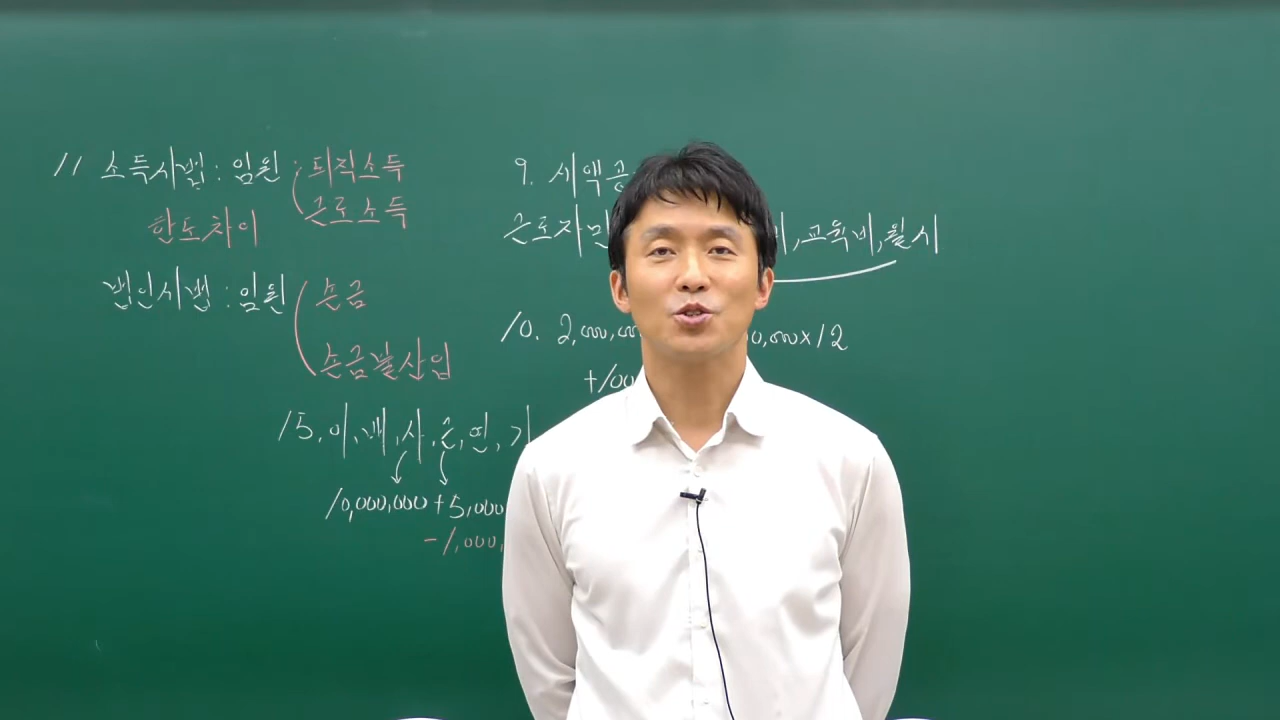 11 소득세법 : 임원 퇴직소득
근로소득
한도차이
법인세법 : 임원 손금
손금불산입
15. 이, 배, 사, 근, 연, 기
10,000,000 + 5,000
-1,000,
9. 세액공
근로자만 비, 교육비, 월세
10. 2,000,00 0,000×12
+100